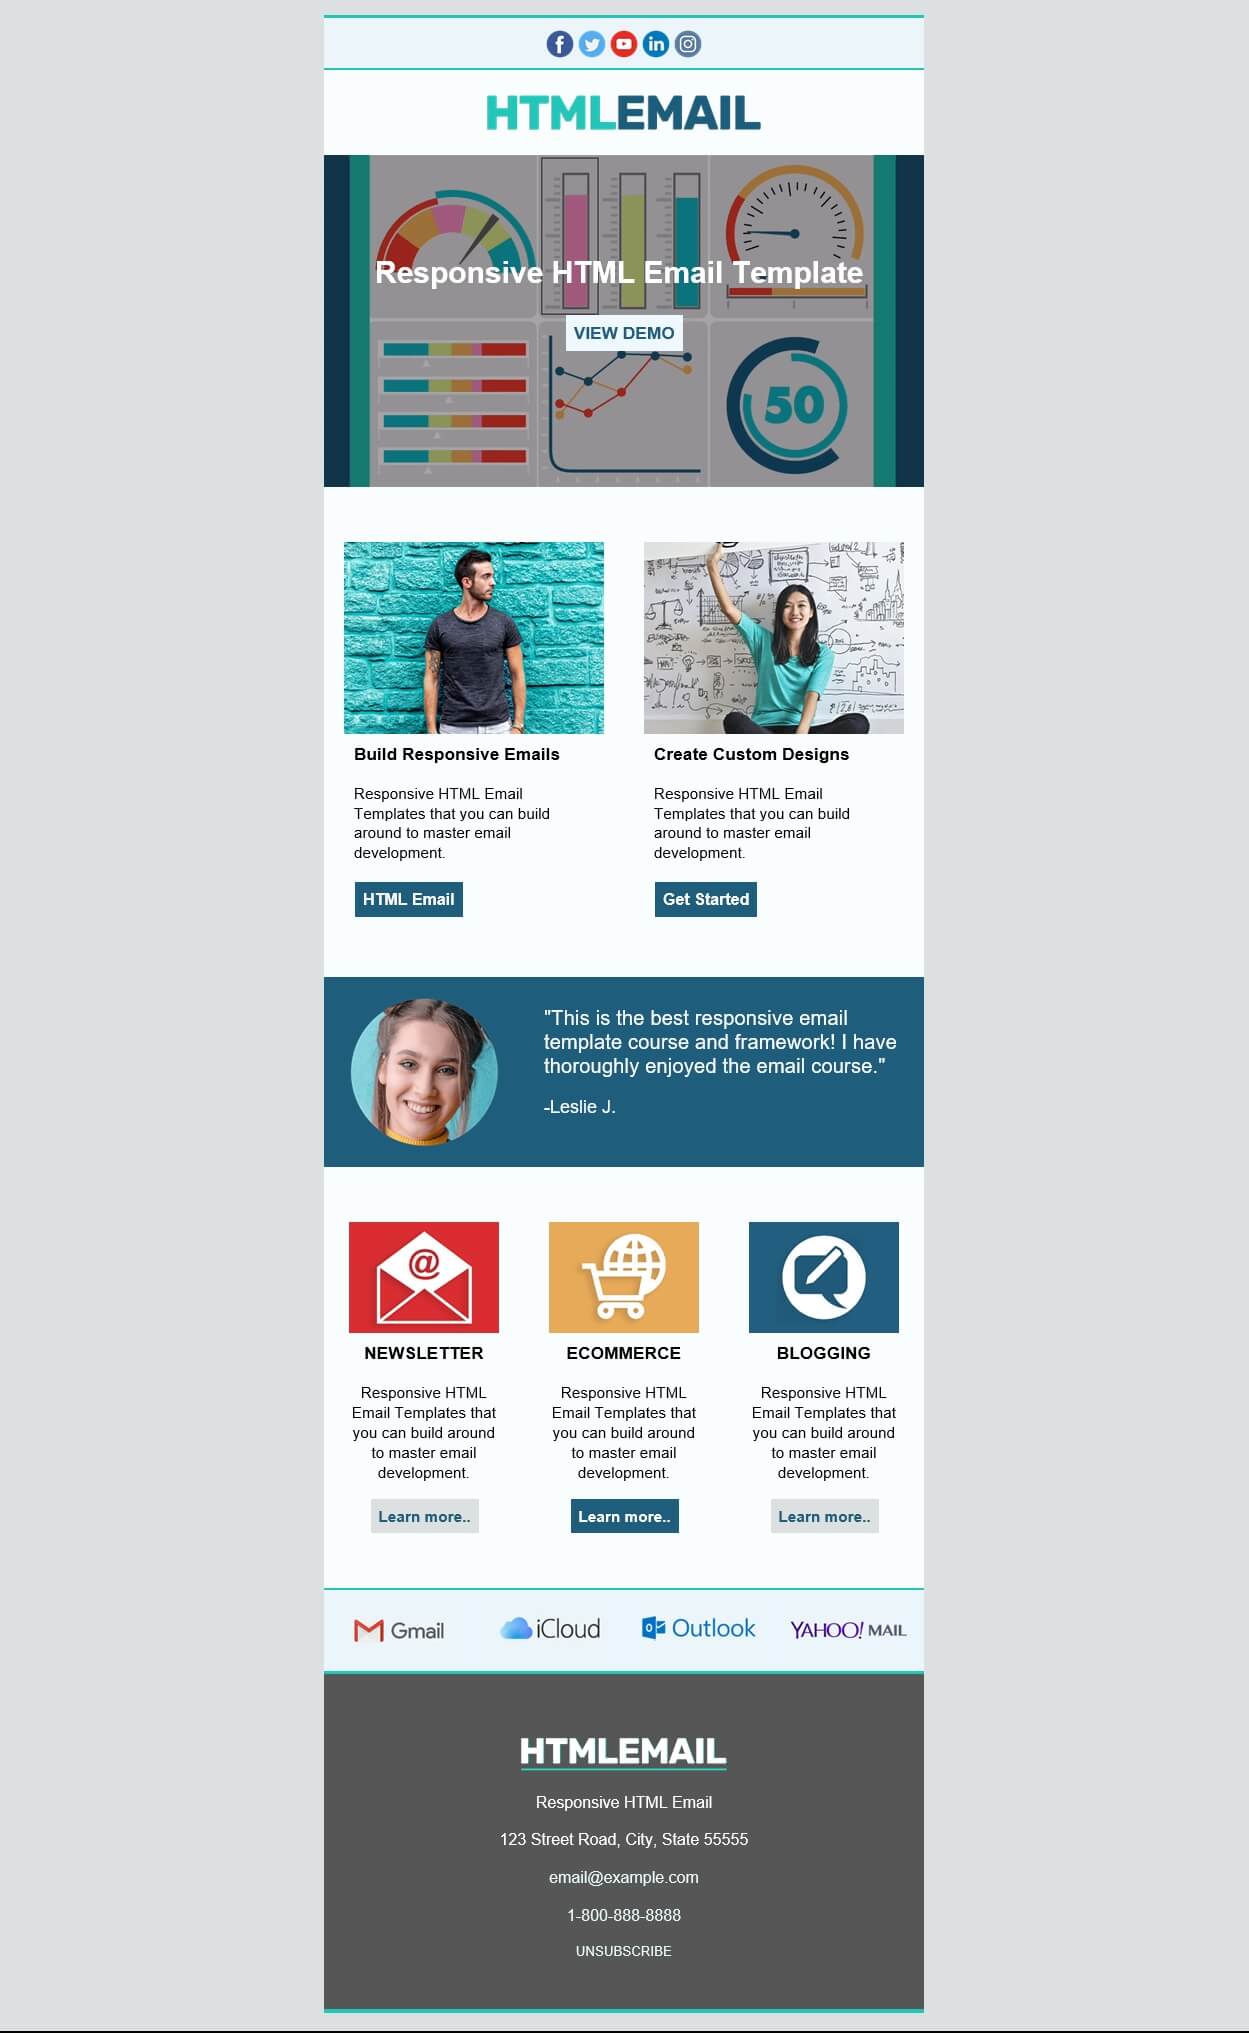 HTMLEMAIL
Responsive HTML Email Template
VIEW DEMO
50
Build Responsive Emails
Responsive HTML Email
Templates that you can build
around to master email
development.
HTML Email
Create Custom Designs
Responsive HTML Email
Templates that you can build
around to master email
development.
Get Started
"This is the best responsive email
template course and framework! I have
thoroughly enjoyed the email course."
-Leslie J.
NEWSLETTER
Responsive HTML
Email Templates that
you can build around
to master email
development.
Learn more..
ECOMMERCE
Responsive HTML
Email Templates that
you can build around
to master email
development.
Learn more..
BLOGGING
Responsive HTML
Email Templates that
you can build around
to master email
development.
Learn more..
Gmail
iCloud
Outlook
YAHOO! MAIL
HTMLEMAIL
Responsive HTML Email
123 Street Road, City, State 55555
email@example.com
1-800-888-8888
UNSUBSCRIBE